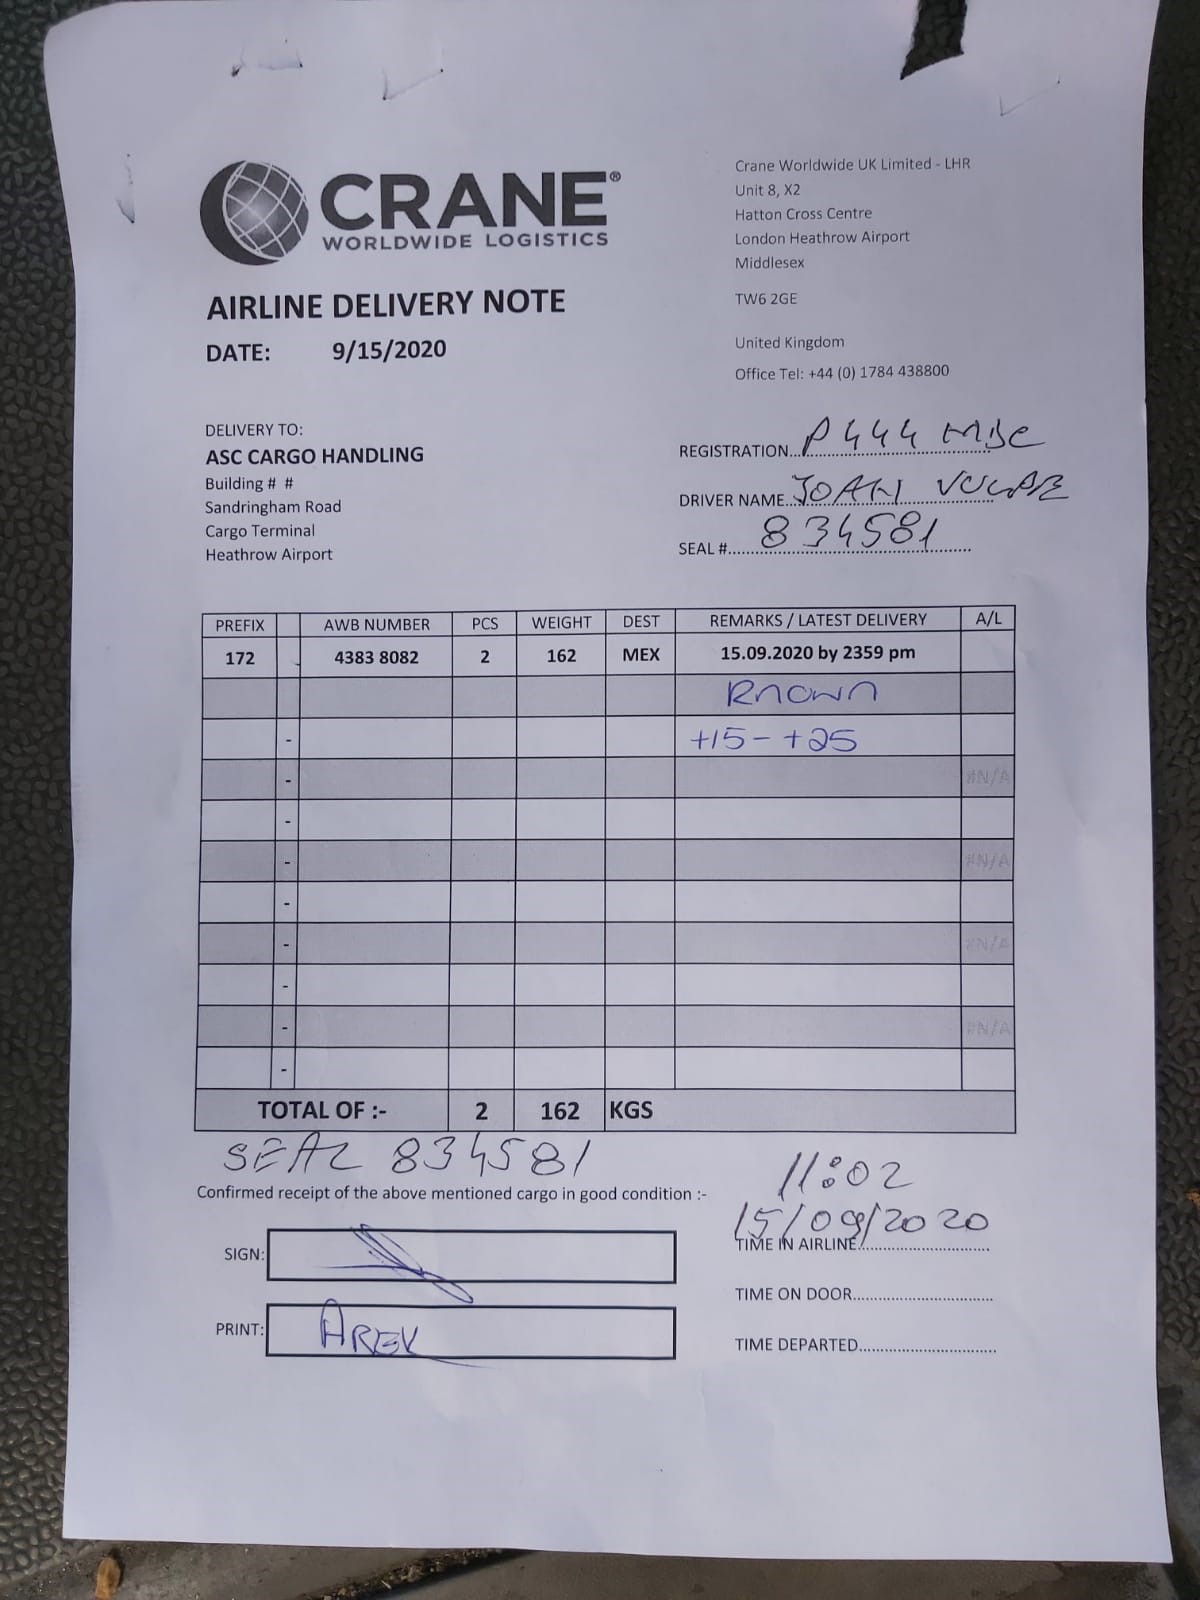 CRANE®
WORLDWIDE LOGISTICS
AIRLINE DELIVERY NOTE
DATE: 9/15/2020
Crane Worldwide UK Limited - LHR
Unit 8, X2
Hatton Cross Centre
London Heathrow Airport
Middlesex
TW6 2GE
United Kingdom
Office Tel: +44 (0) 1784 438800
DELIVERY TO:
ASC CARGO HANDLING
Building # #
Sandringham Road
Cargo Terminal
Heathrow Airport
REGISTRATION... P444
DRIVER NAME...
SEAL #... 834581
PREFIX AWB NUMBER PCS WEIGHT DEST REMARKS / LATEST DELIVERY A/L
172 - 4383 8082 2 162 MEX 15.09.2020 by 2359 pm
Known
- +15- +25
- #N/A
-
- #N/A
-
- #N/A
-
- #N/A
-
TOTAL OF :- 2 162 KGS
SEAL 834581
Confirmed receipt of the above mentioned cargo in good condition :-
SIGN:
PRINT: AREK
11:02
15/09/2020
TIME IN AIRLINE...
TIME ON DOOR...
TIME DEPARTED...